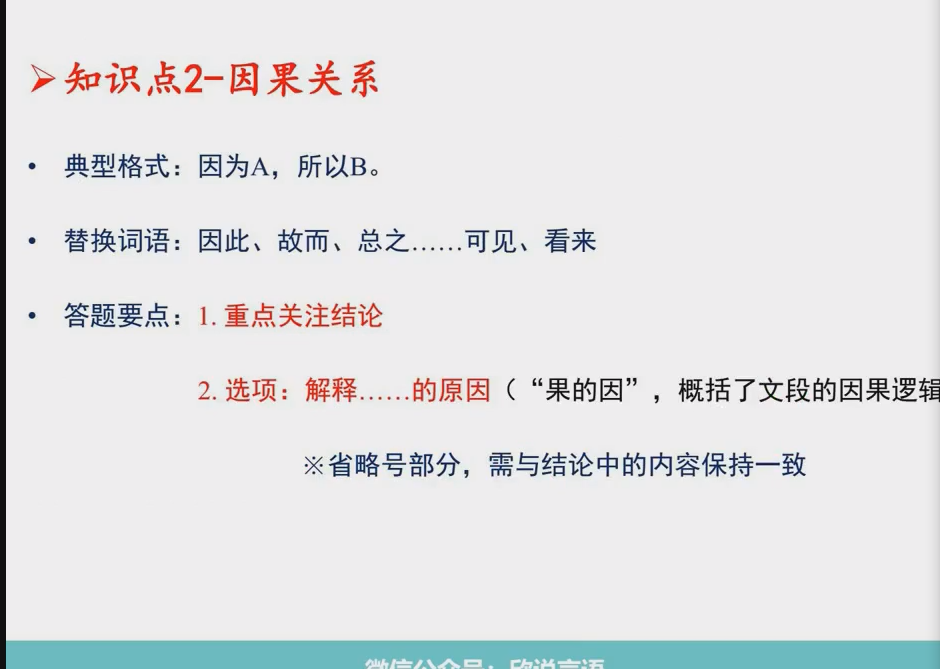 ➢知识点2-因果关系
• 典型格式：因为A，所以B。
• 替换词语：因此、故而、总之……可见、看来
• 答题要点：1. 重点关注结论
2. 选项：解释……的原因（“果的因”，概括了文段的因果逻辑
※省略号部分，需与结论中的内容保持一致
微信公众号：欣说言语